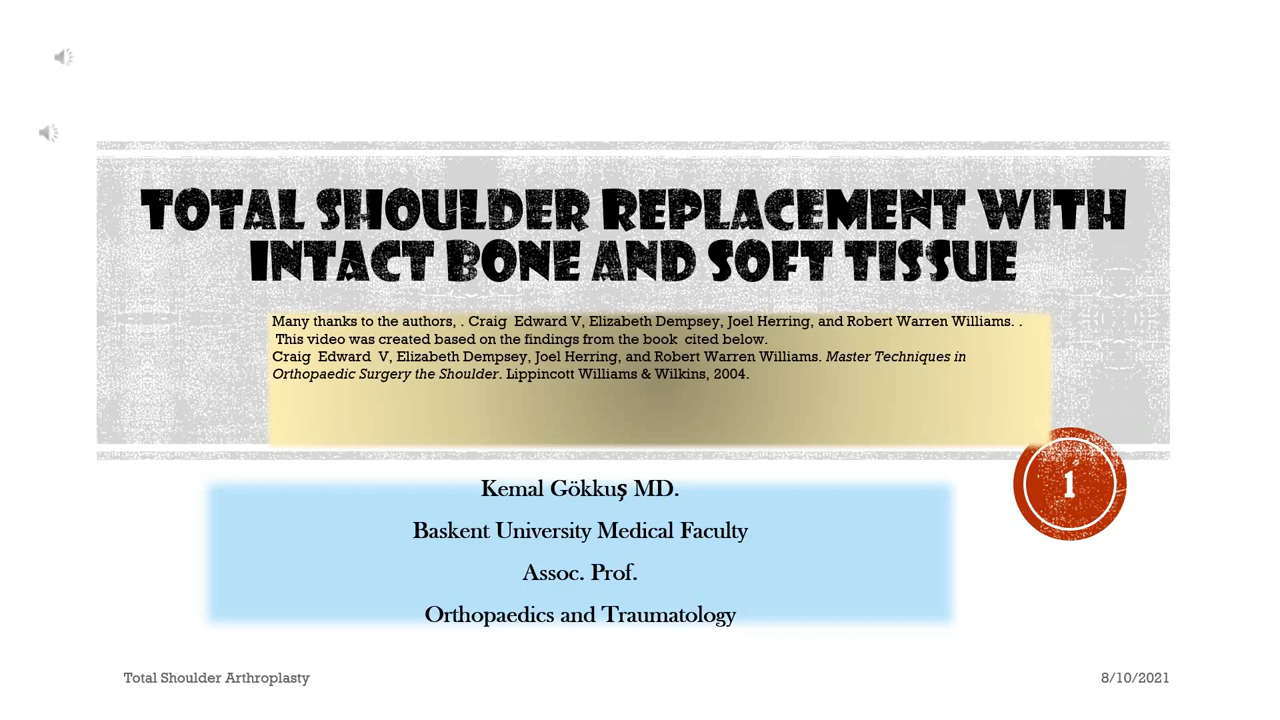 TOTAL SHOULDER REPLACEMENT WITH
INTACT BONE AND SOFT TISSUE
Many thanks to the authors, . Craig Edward V, Elizabeth Dempsey, Joel Herring, and Robert Warren Williams. .
This video was created based on the findings from the book cited below.
Craig Edward V, Elizabeth Dempsey, Joel Herring, and Robert Warren Williams. Master Techniques in
Orthopaedic Surgery the Shoulder. Lippincott Williams & Wilkins, 2004.
1
Kemal Gökkuş MD.
Baskent University Medical Faculty
Assoc. Prof.
Orthopaedics and Traumatology
Total Shoulder Arthroplasty
8/10/2021